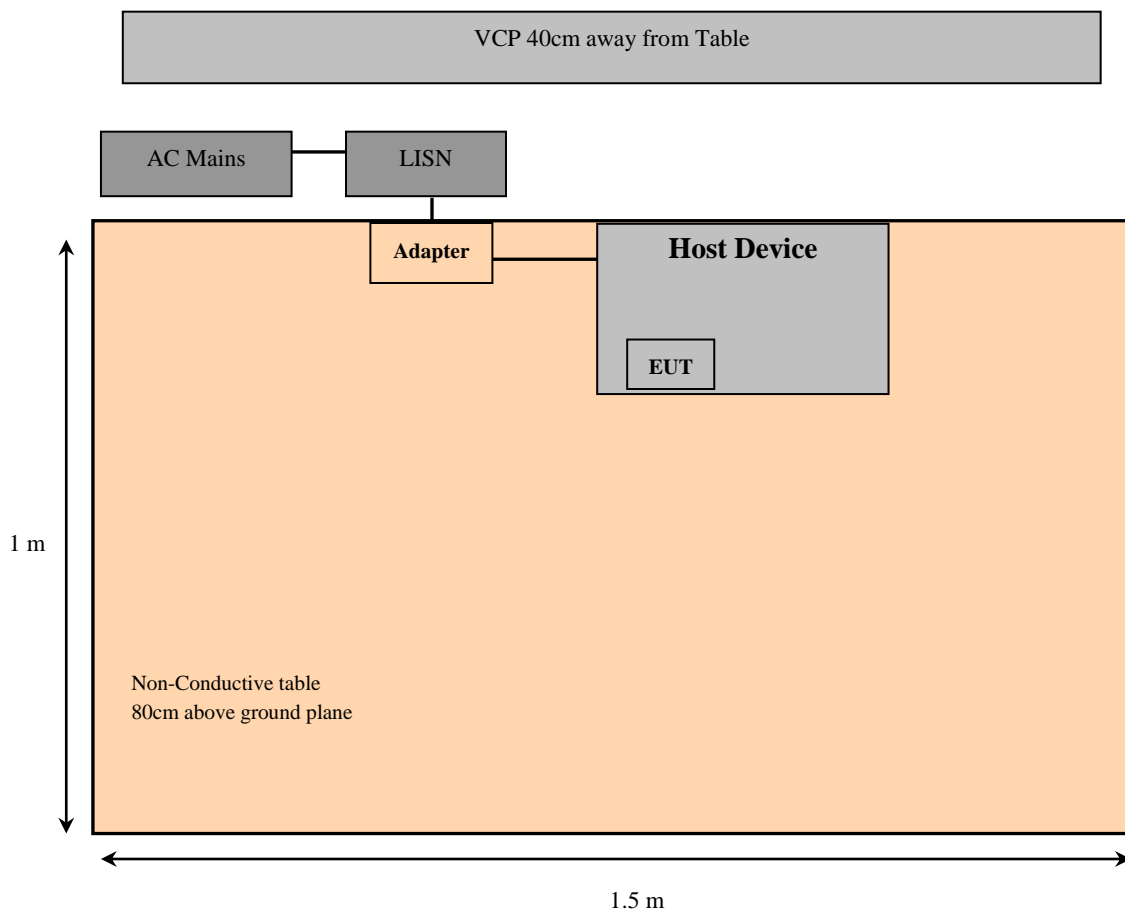 VCP 40cm away from Table
AC Mains
LISN
Adapter
Host Device
EUT
1 m
Non-Conductive table
80cm above ground plane
1.5 m